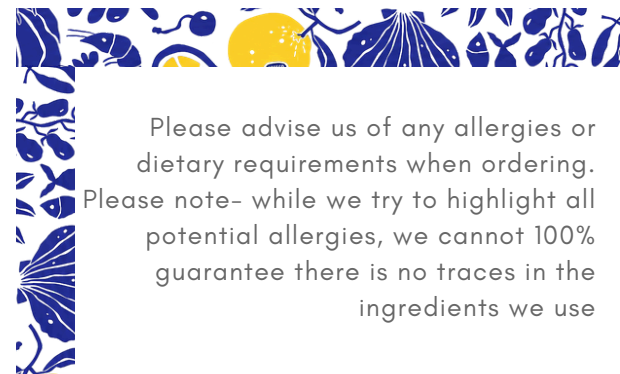 Please advise us of any allergies or
dietary requirements when ordering.
Please note- while we try to highlight all
potential allergies, we cannot 100%
guarantee there is no traces in the
ingredients we use